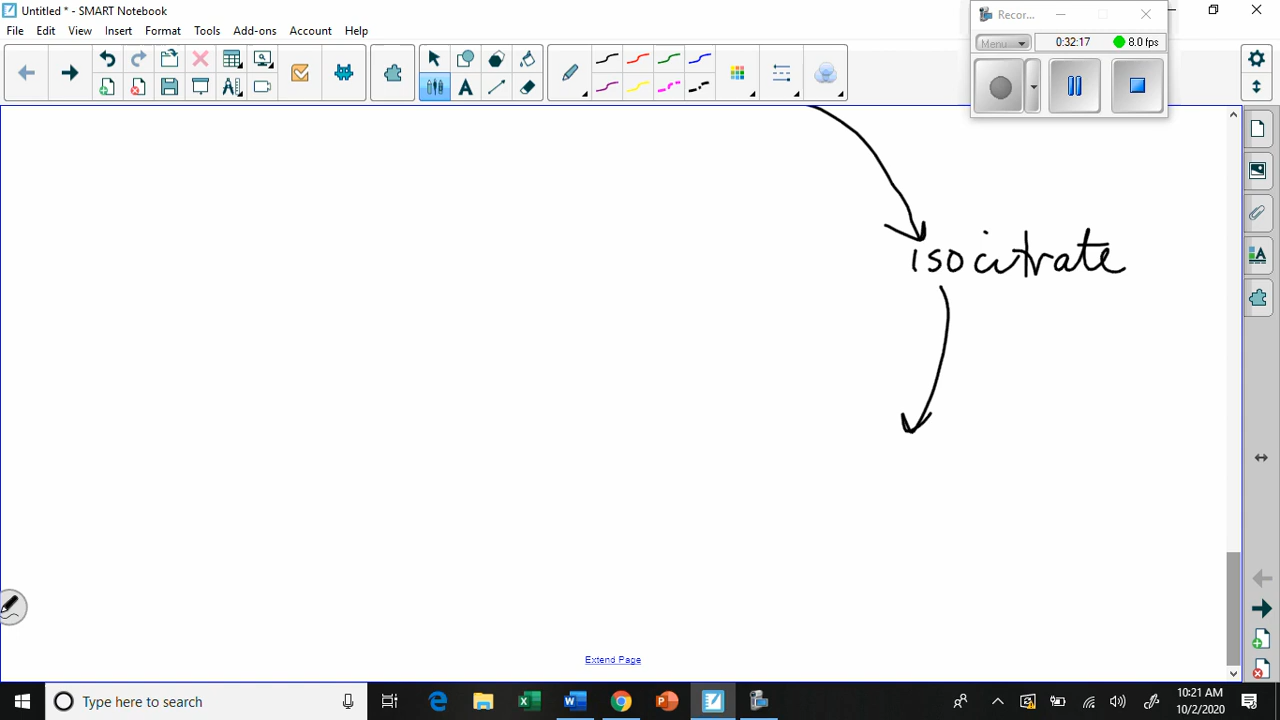 Untitled * - SMART Notebook
Recor...
File Edit View Insert Format Tools Add-ons Account Help
Menu 0:32:17 8.0 fps
isocitrate
Extend Page
Type here to search
10:21 AM
10/2/2020